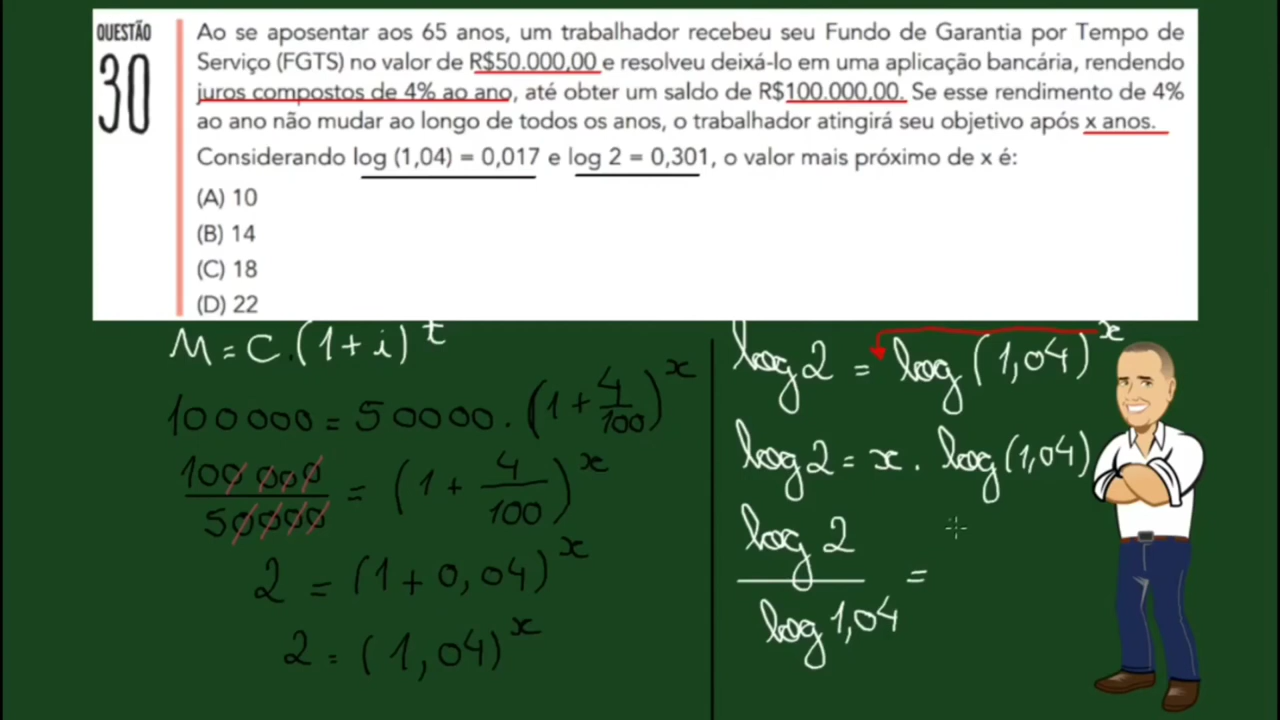 QUESTÃO
30
Ao se aposentar aos 65 anos, um trabalhador recebeu seu Fundo de Garantia por Tempo de
Serviço (FGTS) no valor de R$50.000,00 e resolveu deixá-lo em uma aplicação bancária, rendendo
juros compostos de 4% ao ano, até obter um saldo de R$100.000,00. Se esse rendimento de 4%
ao ano não mudar ao longo de todos os anos, o trabalhador atingirá seu objetivo após x anos.
Considerando log (1,04) = 0,017 e log 2 = 0,301, o valor mais próximo de x é:
(A) 10
(B) 14
(C) 18
(D) 22
M = C.(1+i)^t
100000 = 50000.(1+4/100)^x
100000/50000 = (1+4/100)^x
2 = (1+0,04)^x
2 = (1,04)^x
log 2 = log (1,04)^x
log 2 = x . log (1,04)
log 2
log 1,04 =